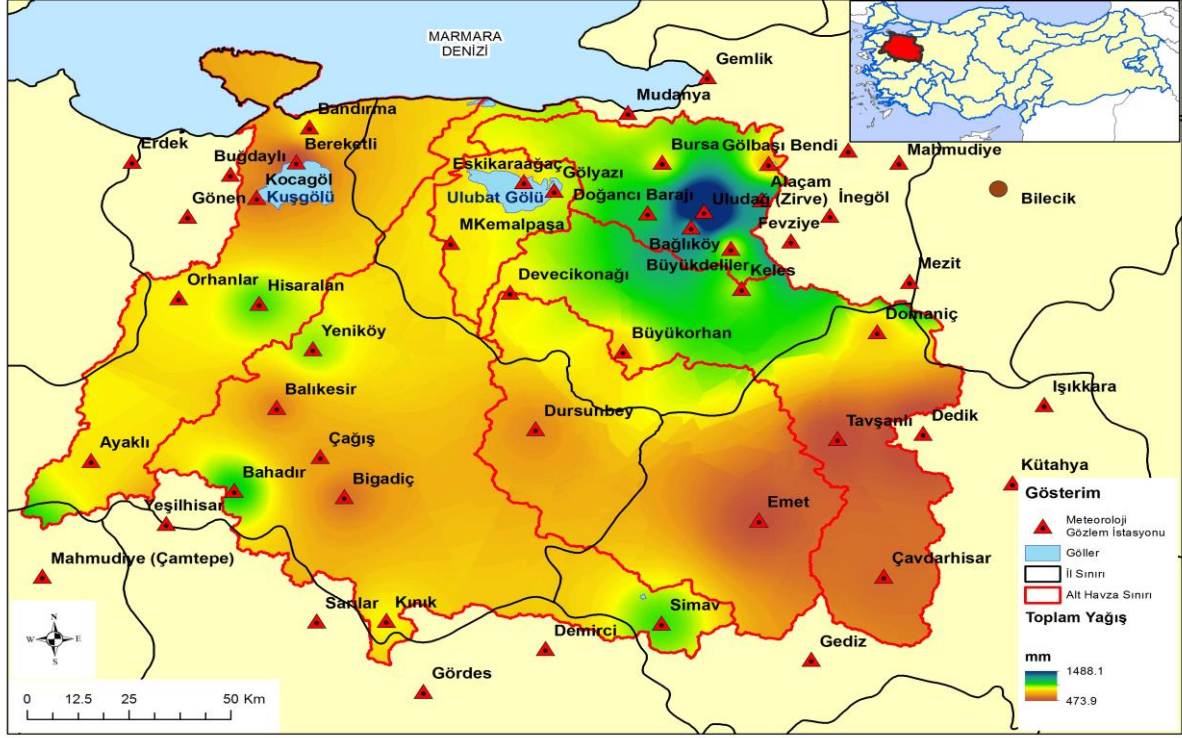 MARMARA
DENİZİ
Gemlik
Mudanya
Bandırma
Erdek
Bereketli
Buğdaylı
Kocagöl
Kuşgölü
Gönen
Eskikaraağaç
Gölyazı
Ulubat Gölü
Bursa
Gölbaşı Bendi
Mahmudiye
Doğancı Barajı
Alaçam
Uludağ (Zirve)
İnegöl
Bilecik
Fevziye
MKemalpaşa
Bağlıköy
Büyükdeliler
Keles
Devecikonağı
Mezit
Orhanlar
Hisaralan
Domaniç
Yeniköy
Büyükorhan
Balıkesir
Dursunbey
Işıkkara
Tavşanlı
Dedik
Ayaklı
Çağış
Bahadır
Bigadiç
Kütahya
Yeşilhisar
Emet
Mahmudiye (Çamtepe)
Çavdarhisar
Sarılar
Kınık
Simav
Demirci
Gediz
Gördes
Gösterim
Meteoroloji
Gözlem İstasyonu
Göller
İl Sınırı
Alt Havza Sınırı
Toplam Yağış
mm
1488.1
473.9
N
W E
S
0 12.5 25 50 Km